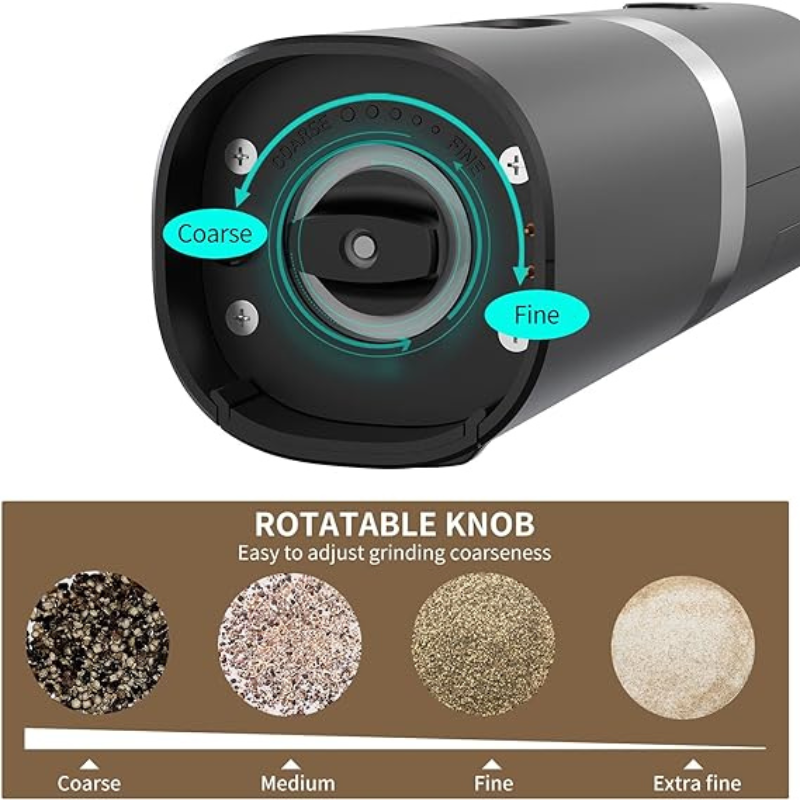 COARSE
FINE
Coarse
Fine
ROTATABLE KNOB
Easy to adjust grinding coarseness
Coarse Medium Fine Extra fine